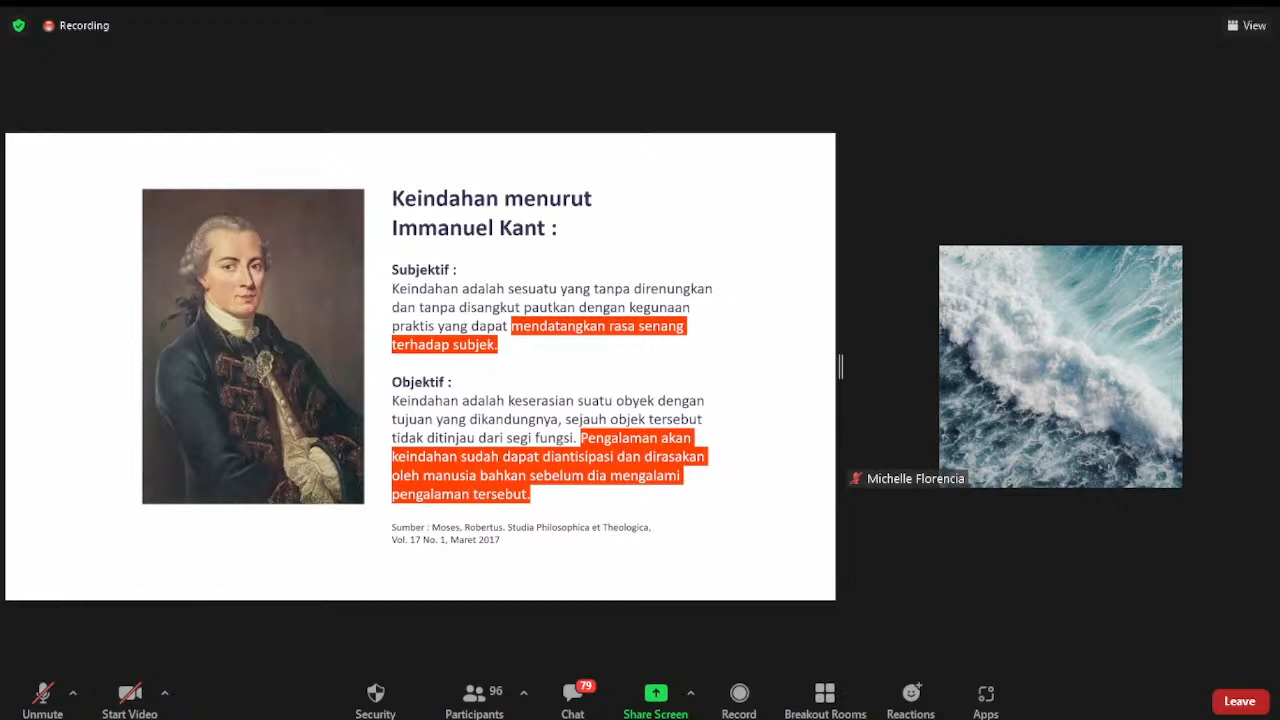 Recording
View
Keindahan menurut
Immanuel Kant :
Subjektif :
Keindahan adalah sesuatu yang tanpa direnungkan
dan tanpa disangkut pautkan dengan kegunaan
praktis yang dapat mendatangkan rasa senang
terhadap subjek.
Objektif :
Keindahan adalah keserasian suatu obyek dengan
tujuan yang dikandungnya, sejauh objek tersebut
tidak ditinjau dari segi fungsi. Pengalaman akan
keindahan sudah dapat diantisipasi dan dirasakan
oleh manusia bahkan sebelum dia mengalami
pengalaman tersebut.
Sumber : Moses, Robertus. Studia Philosophica et Theologica,
Vol. 17 No. 1, Maret 2017
Michelle Florencia
96
79
Unmute
Start Video
Security
Participants
Chat
Share Screen
Record
Breakout Rooms
Reactions
Apps
Leave